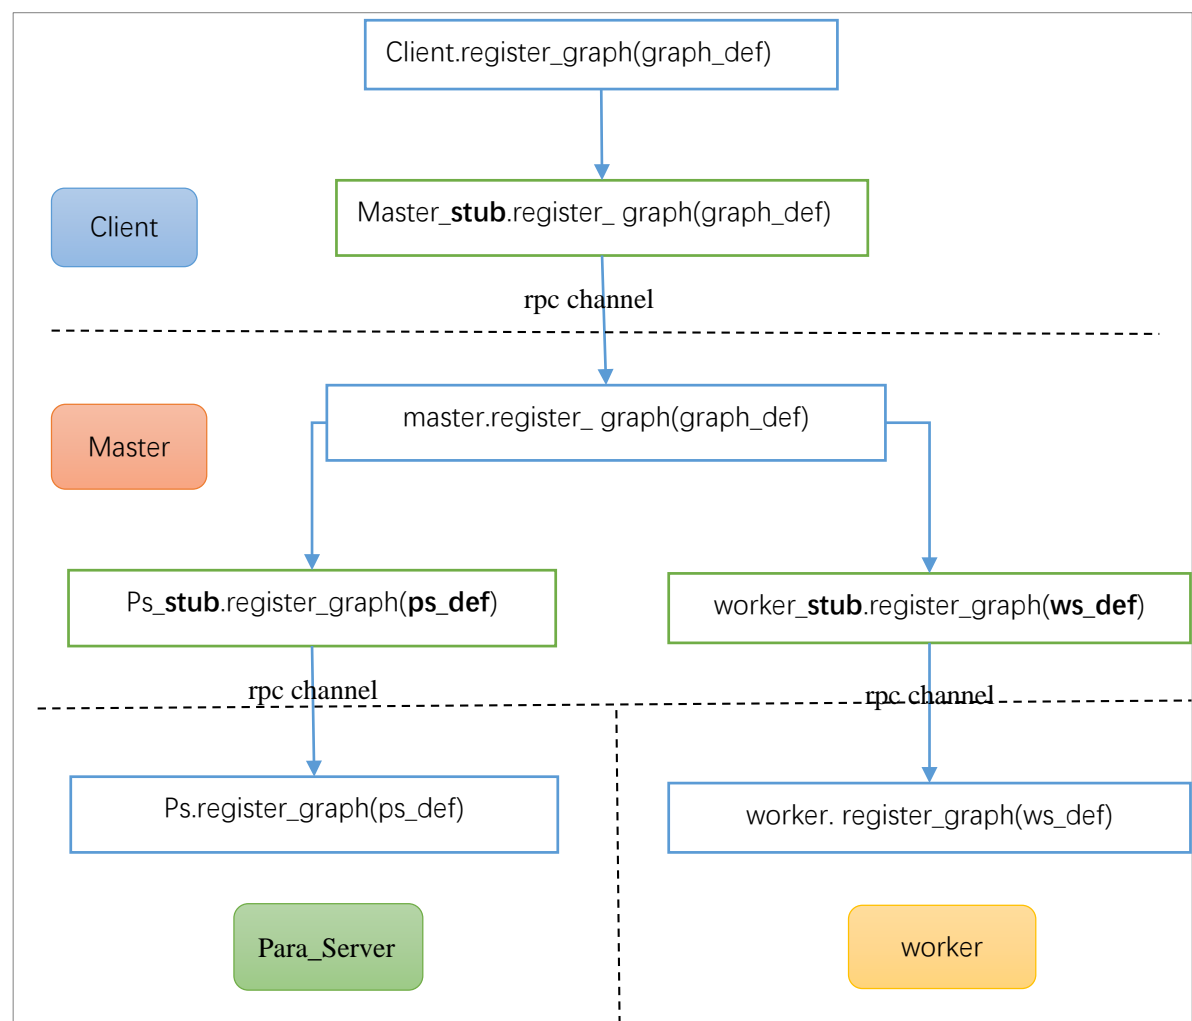 Client.register_graph(graph_def)
Client
Master_stub.register_ graph(graph_def)
rpc channel
master.register_ graph(graph_def)
Master
Ps_stub.register_graph(ps_def)
worker_stub.register_graph(ws_def)
rpc channel
rpc channel
Ps.register_graph(ps_def)
worker. register_graph(ws_def)
Para_Server
worker